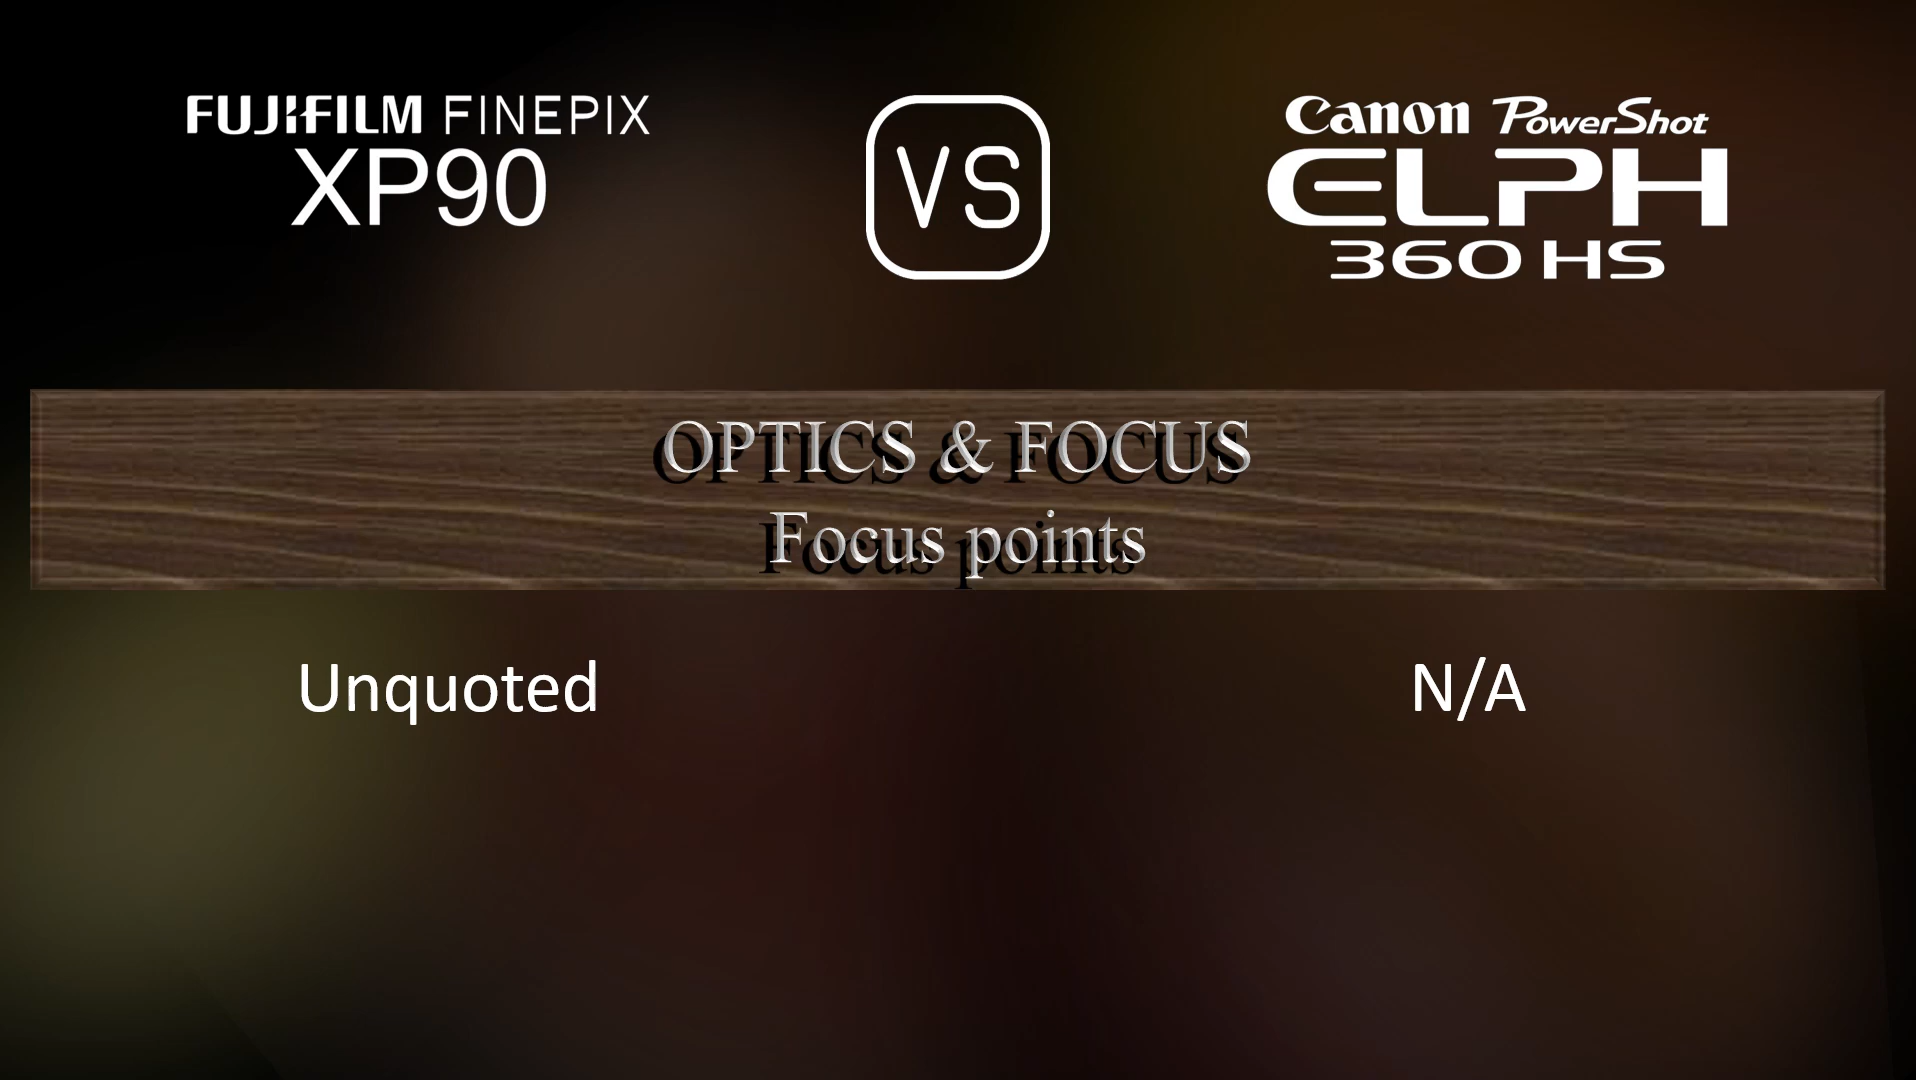 FUJIFILM FINEPIX
XP90
VS
Canon PowerShot
ELPH
360 HS
OPTICS & FOCUS
Focus points
Unquoted
N/A